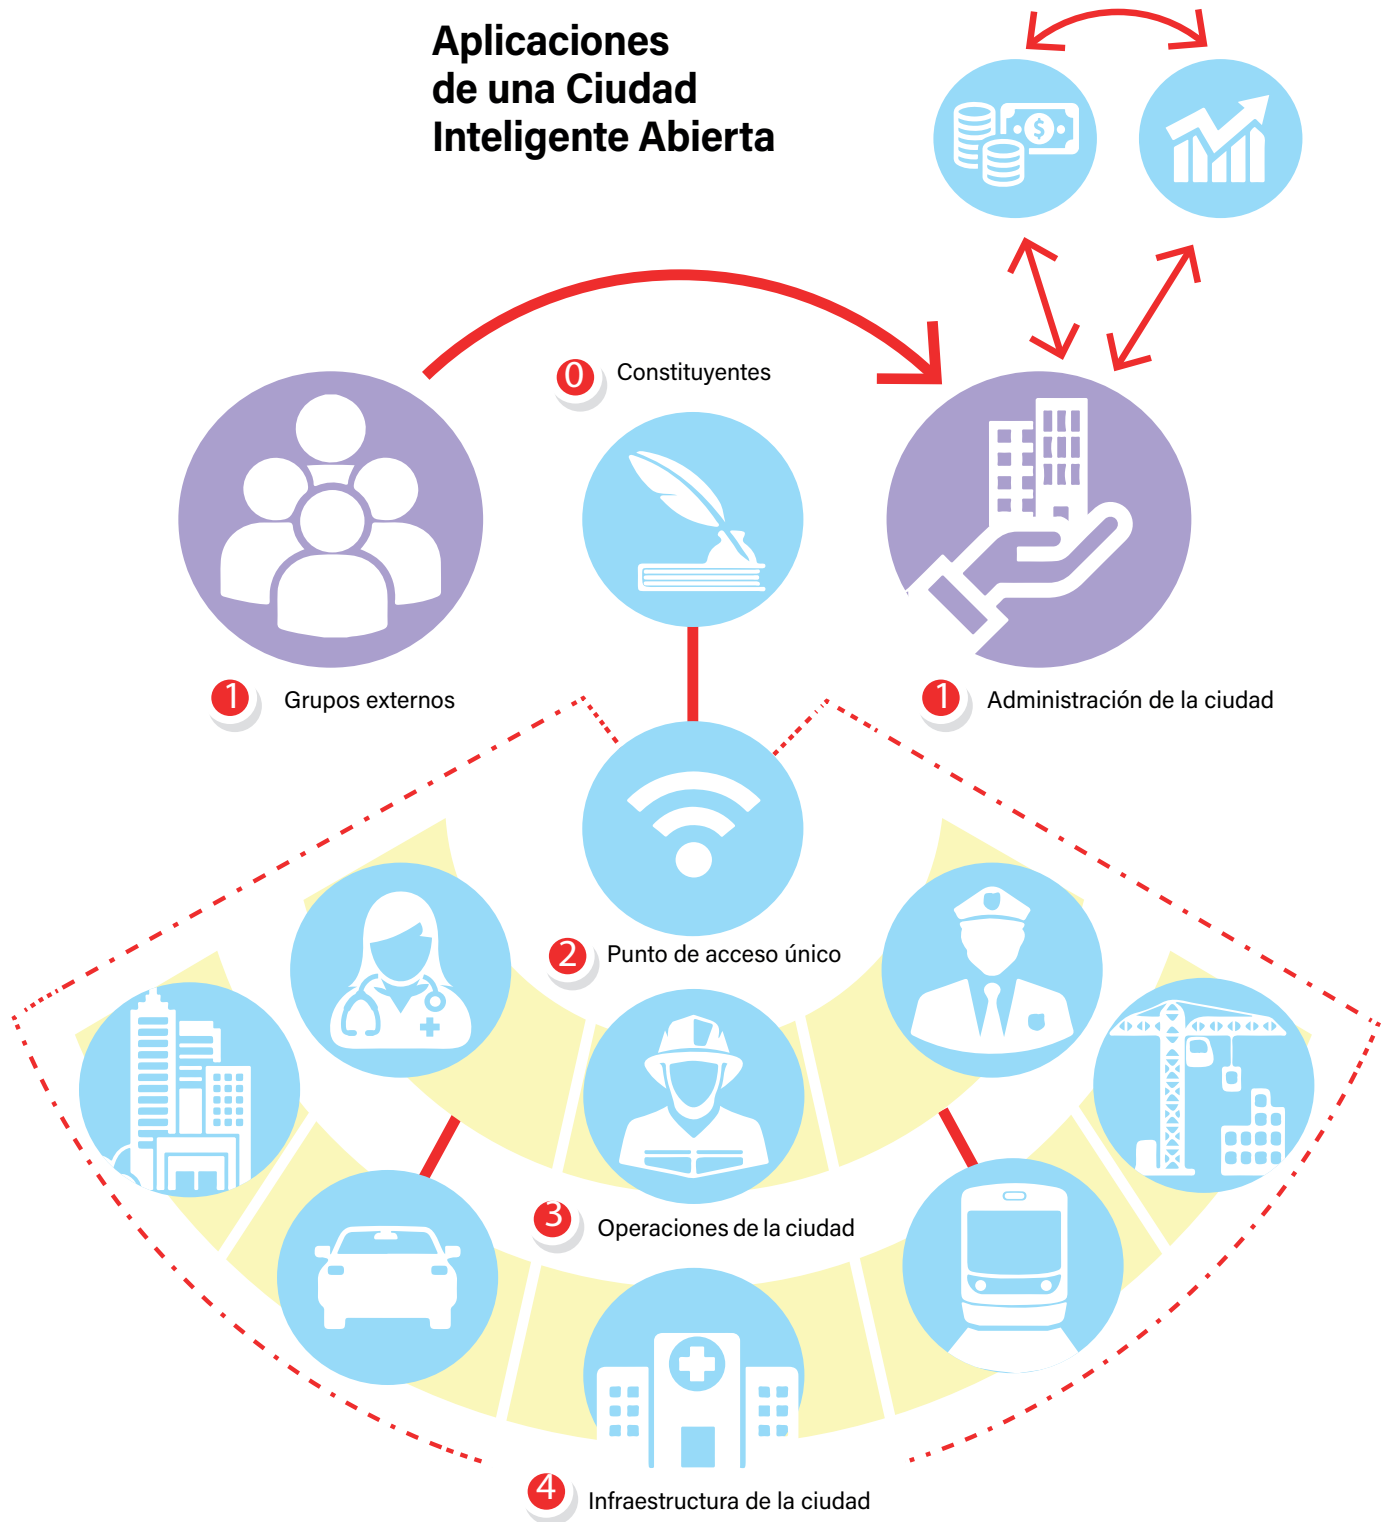 Aplicaciones
de una Ciudad
Inteligente Abierta
$
0 Constituyentes
1 Grupos externos
1 Administración de la ciudad
2 Punto de acceso único
3 Operaciones de la ciudad
4 Infraestructura de la ciudad